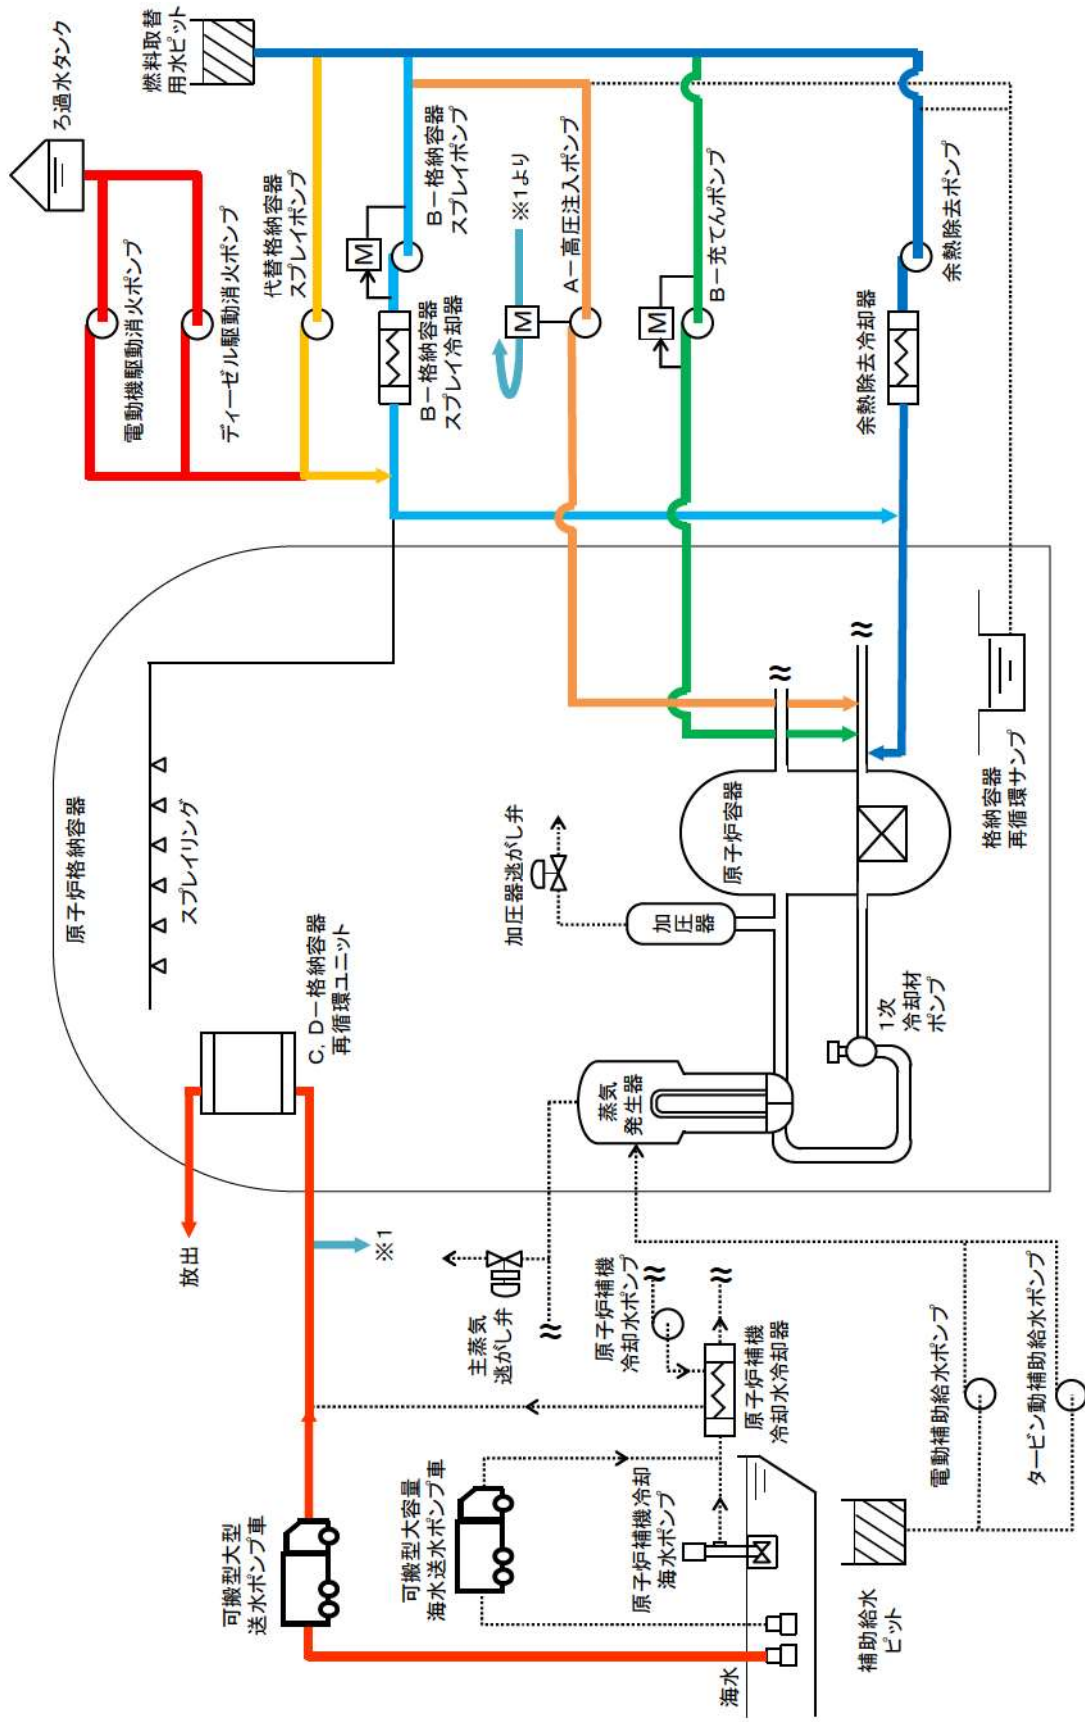 原子炉格納容器
スプレイリング
C, D－格納容器
再循環ユニット
放出
※1
可搬型大型
送水ポンプ車
可搬型大容量
海水送水ポンプ車
主蒸気
逃がし弁
原子炉補機
冷却水ポンプ
原子炉補機
冷却水冷却器
原子炉補機冷却
海水ポンプ
海水
補助給水
ピット
電動補助給水ポンプ
タービン動補助給水ポンプ
蒸気
発生器
加圧器逃がし弁
加圧
器
原子炉容器
1次
冷却材
ポンプ
格納容器
再循環サンプ
ろ過水タンク
燃料取替
用水ピット
電動機駆動消火ポンプ
ディーゼル駆動消火ポンプ
代替格納容器
スプレイポンプ
M
B－格納容器
スプレイポンプ
B－格納容器
スプレイ冷却器
※1より
M
A－高圧注入ポンプ
M
B－充てんポンプ
余熱除去ポンプ
余熱除去冷却器